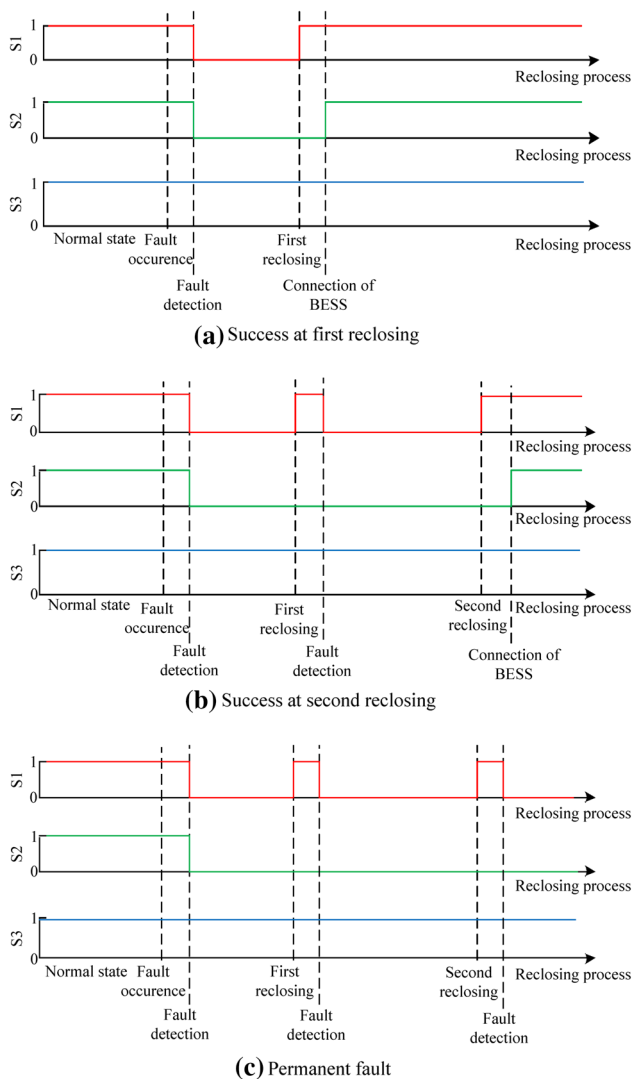 S1
1
0
Reclosing process
S2
1
0
Reclosing process
S3
1
0
Reclosing process
Normal state
Fault
occurence
First
reclosing
Fault
detection
Connection of
BESS
(a) Success at first reclosing
S1
1
0
Reclosing process
S2
1
0
Reclosing process
S3
1
0
Reclosing process
Normal state
Fault
occurence
First
reclosing
Second
reclosing
Fault
detection
Fault
detection
Connection of
BESS
(b) Success at second reclosing
S1
1
0
Reclosing process
S2
1
0
Reclosing process
S3
1
0
Reclosing process
Normal state
Fault
occurence
First
reclosing
Second
reclosing
Fault
detection
Fault
detection
Fault
detection
(c) Permanent fault